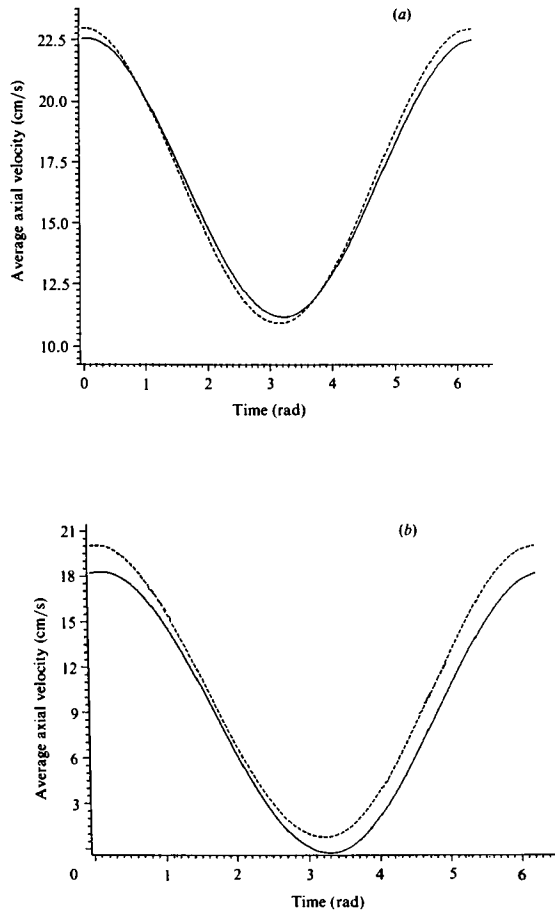 (a)
Average axial velocity (cm/s)
22.5
20.0
17.5
15.0
12.5
10.0
0 1 2 3 4 5 6
Time (rad)
(b)
Average axial velocity (cm/s)
21
18
15
12
9
6
3
0 1 2 3 4 5 6
Time (rad)